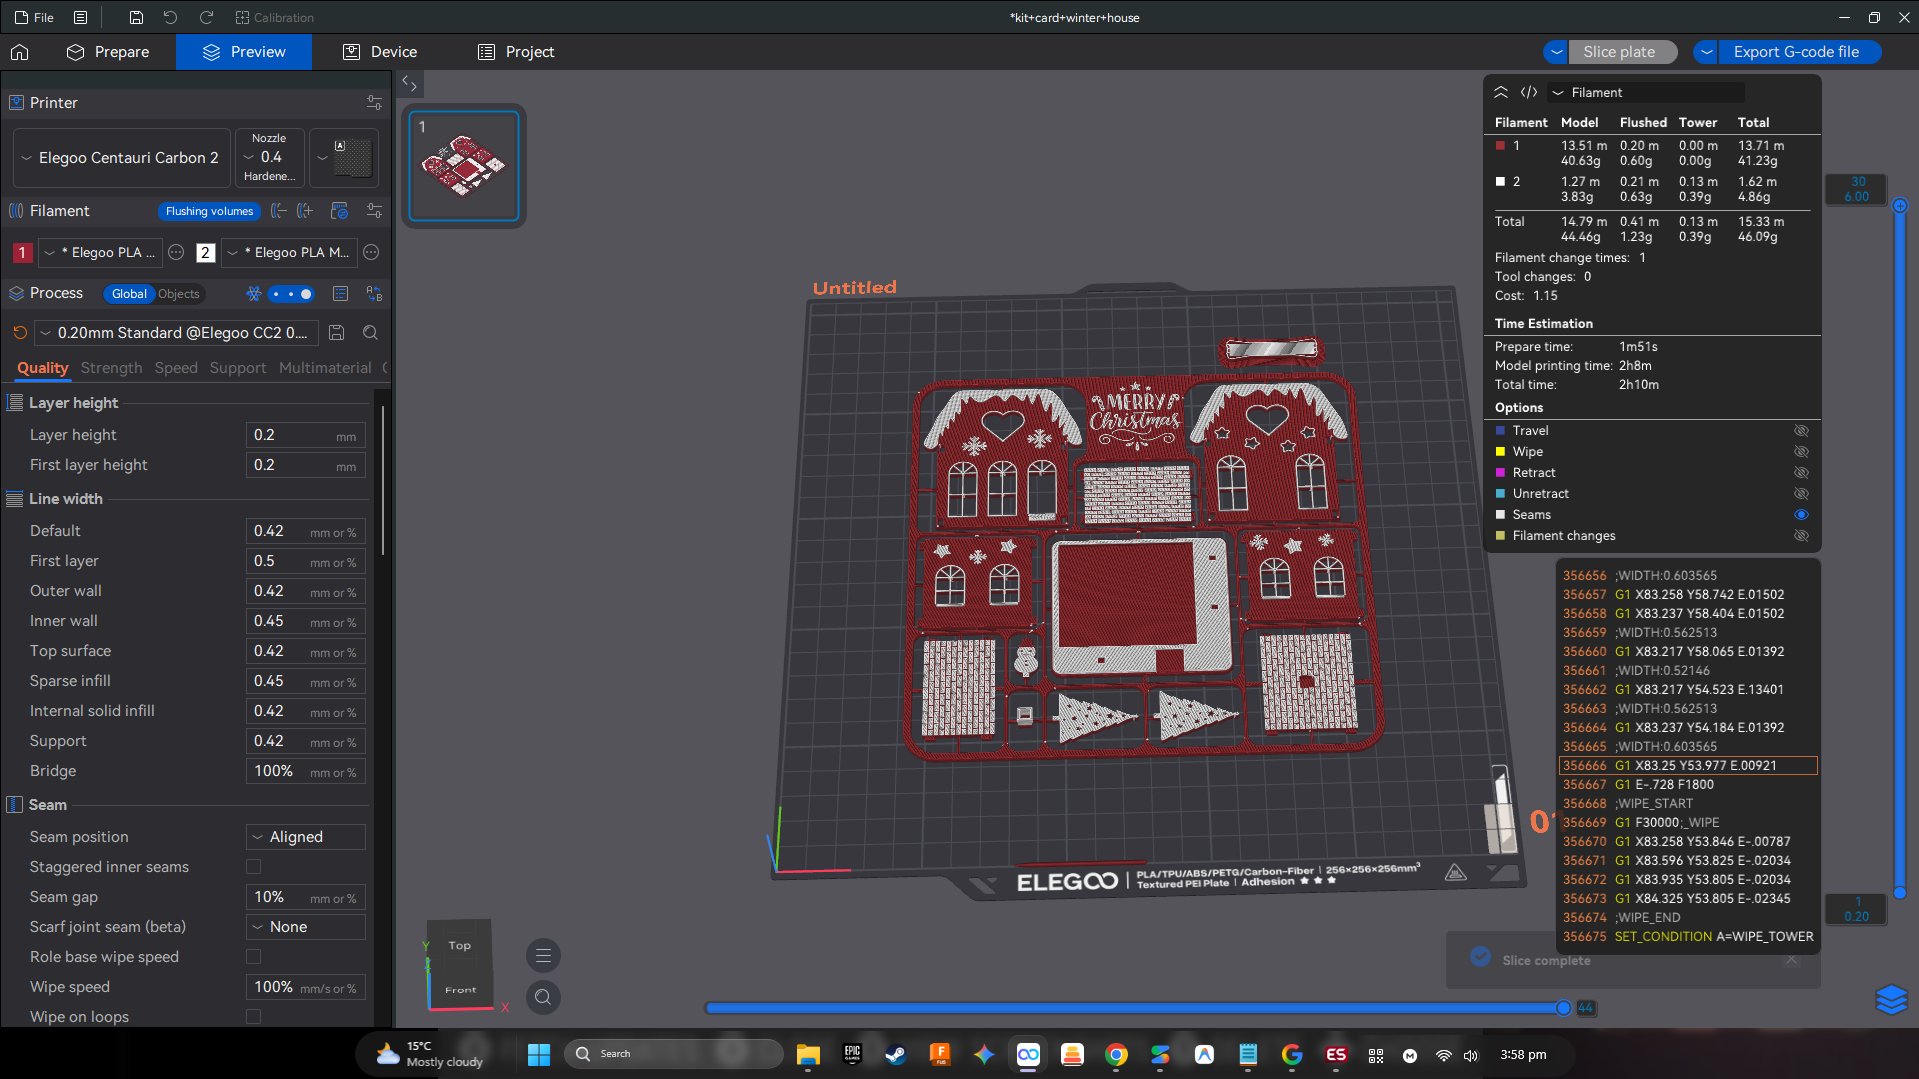 File
Calibration
*kit+card+winter+house
Prepare
Preview
Device
Project
Slice plate
Export G-code file
Printer
Elegoo Centauri Carbon 2
Nozzle
0.4
Hardene...
A
Filament
Flushing volumes
1
* Elegoo PLA ...
2
* Elegoo PLA M...
Process
Global
Objects
0.20mm Standard @Elegoo CC2 0....
Quality
Strength
Speed
Support
Multimaterial
Layer height
Layer height 0.2 mm
First layer height 0.2 mm
Line width
Default 0.42 mm or %
First layer 0.5 mm or %
Outer wall 0.42 mm or %
Inner wall 0.45 mm or %
Top surface 0.42 mm or %
Sparse infill 0.45 mm or %
Internal solid infill 0.42 mm or %
Support 0.42 mm or %
Bridge 100% mm or %
Seam
Seam position Aligned
Staggered inner seams
Seam gap 10% mm or %
Scarf joint seam (beta) None
Role base wipe speed
Wipe speed 100% mm/s or %
Wipe on loops
1
Untitled
MERRY
Christmas
01
ELEGOO
PLA/TPU/ABS/PETG/Carbon-Fiber | 256×256×256mm³
Textured PEI Plate | Adhesion ★ ★ ★
Y
Top
Front
X
</> Filament
Filament Model Flushed Tower Total
1 13.51 m 0.20 m 0.00 m 13.71 m
40.63g 0.60g 0.00g 41.23g
2 1.27 m 0.21 m 0.13 m 1.62 m
3.83g 0.63g 0.39g 4.86g
Total 14.79 m 0.41 m 0.13 m 15.33 m
44.46g 1.23g 0.39g 46.09g
Filament change times: 1
Tool changes: 0
Cost: 1.15
Time Estimation
Prepare time: 1m51s
Model printing time: 2h8m
Total time: 2h10m
Options
Travel
Wipe
Retract
Unretract
Seams
Filament changes
30
6.00
356656 ;WIDTH:0.603565
356657 G1 X83.258 Y58.742 E.01502
356658 G1 X83.237 Y58.404 E.01502
356659 ;WIDTH:0.562513
356660 G1 X83.217 Y58.065 E.01392
356661 ;WIDTH:0.52146
356662 G1 X83.217 Y54.523 E.13401
356663 ;WIDTH:0.562513
356664 G1 X83.237 Y54.184 E.01392
356665 ;WIDTH:0.603565
356666 G1 X83.25 Y53.977 E.00921
356667 G1 E-.728 F1800
356668 ;WIPE_START
356669 G1 F30000;_WIPE
356670 G1 X83.258 Y53.846 E-.00787
356671 G1 X83.596 Y53.825 E-.02034
356672 G1 X83.935 Y53.805 E-.02034
356673 G1 X84.325 Y53.805 E-.02345
356674 ;WIPE_END
356675 SET_CONDITION A=WIPE_TOWER
1
0.20
Slice complete
44
15°C
Mostly cloudy
Search
EPIC
GAMES
F
FUS
ES
M
3:58 pm